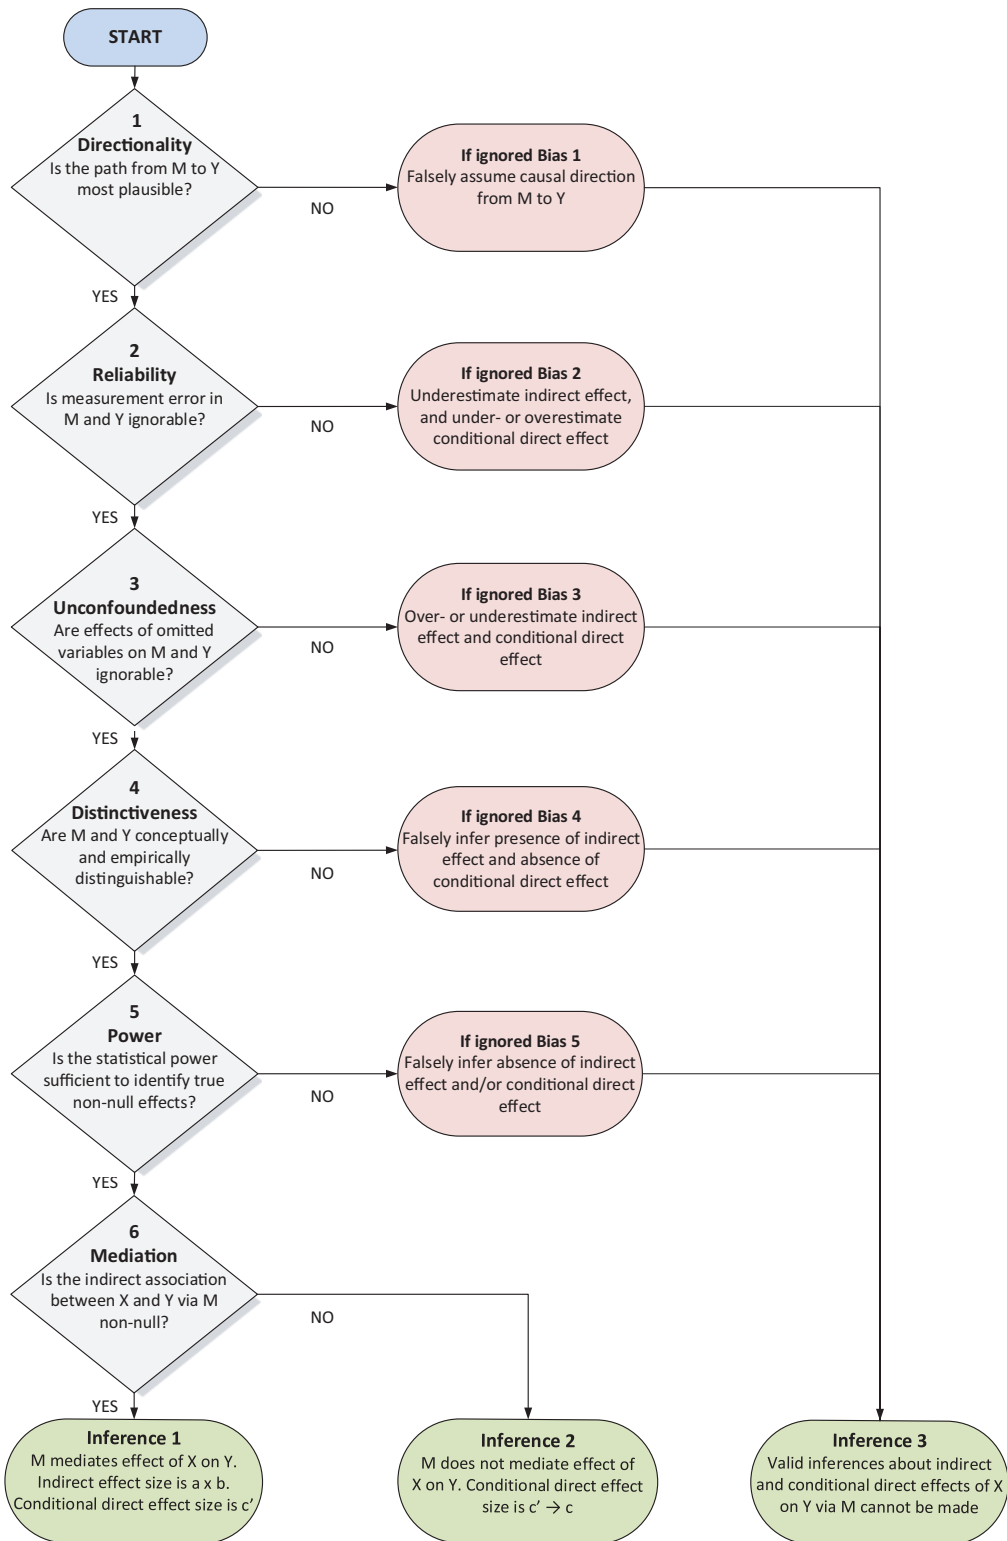 START
1
Directionality
Is the path from M to Y
most plausible?
NO
If ignored Bias 1
Falsely assume causal direction
from M to Y
YES
2
Reliability
Is measurement error in
M and Y ignorable?
NO
If ignored Bias 2
Underestimate indirect effect,
and under- or overestimate
conditional direct effect
YES
3
Unconfoundedness
Are effects of omitted
variables on M and Y
ignorable?
NO
If ignored Bias 3
Over- or underestimate indirect
effect and conditional direct
effect
YES
4
Distinctiveness
Are M and Y conceptually
and empirically
distinguishable?
NO
If ignored Bias 4
Falsely infer presence of indirect
effect and absence of
conditional direct effect
YES
5
Power
Is the statistical power
sufficient to identify true
non-null effects?
NO
If ignored Bias 5
Falsely infer absence of indirect
effect and/or conditional direct
effect
YES
6
Mediation
Is the indirect association
between X and Y via M
non-null?
NO
YES
Inference 1
M mediates effect of X on Y.
Indirect effect size is a x b.
Conditional direct effect size is c’
Inference 2
M does not mediate effect of
X on Y. Conditional direct effect
size is c’ → c
Inference 3
Valid inferences about indirect
and conditional direct effects of X
on Y via M cannot be made